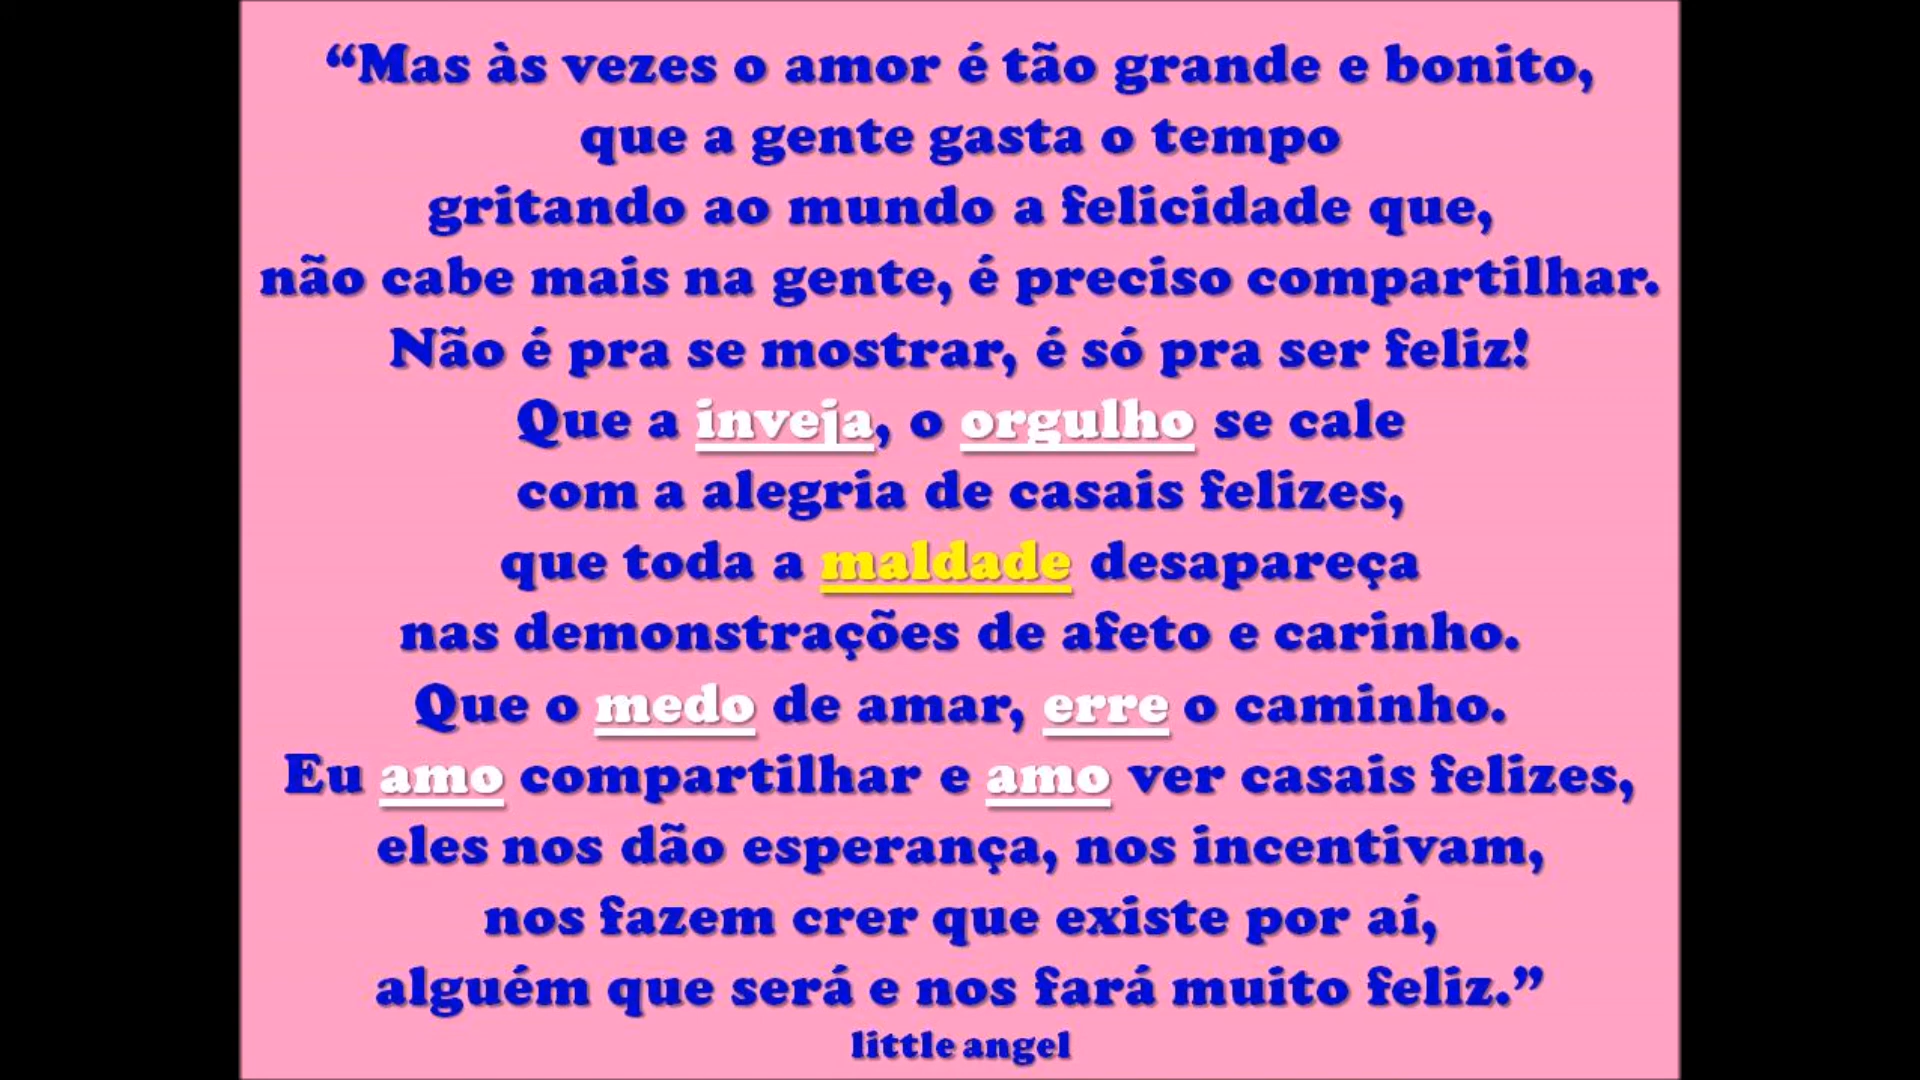 “Mas às vezes o amor é tão grande e bonito,
que a gente gasta o tempo
gritando ao mundo a felicidade que,
não cabe mais na gente, é preciso compartilhar.
Não é pra se mostrar, é só pra ser feliz!
Que a inveja, o orgulho se cale
com a alegria de casais felizes,
que toda a maldade desapareça
nas demonstrações de afeto e carinho.
Que o medo de amar, erre o caminho.
Eu amo compartilhar e amo ver casais felizes,
eles nos dão esperança, nos incentivam,
nos fazem crer que existe por aí,
alguém que será e nos fará muito feliz.”
little angel